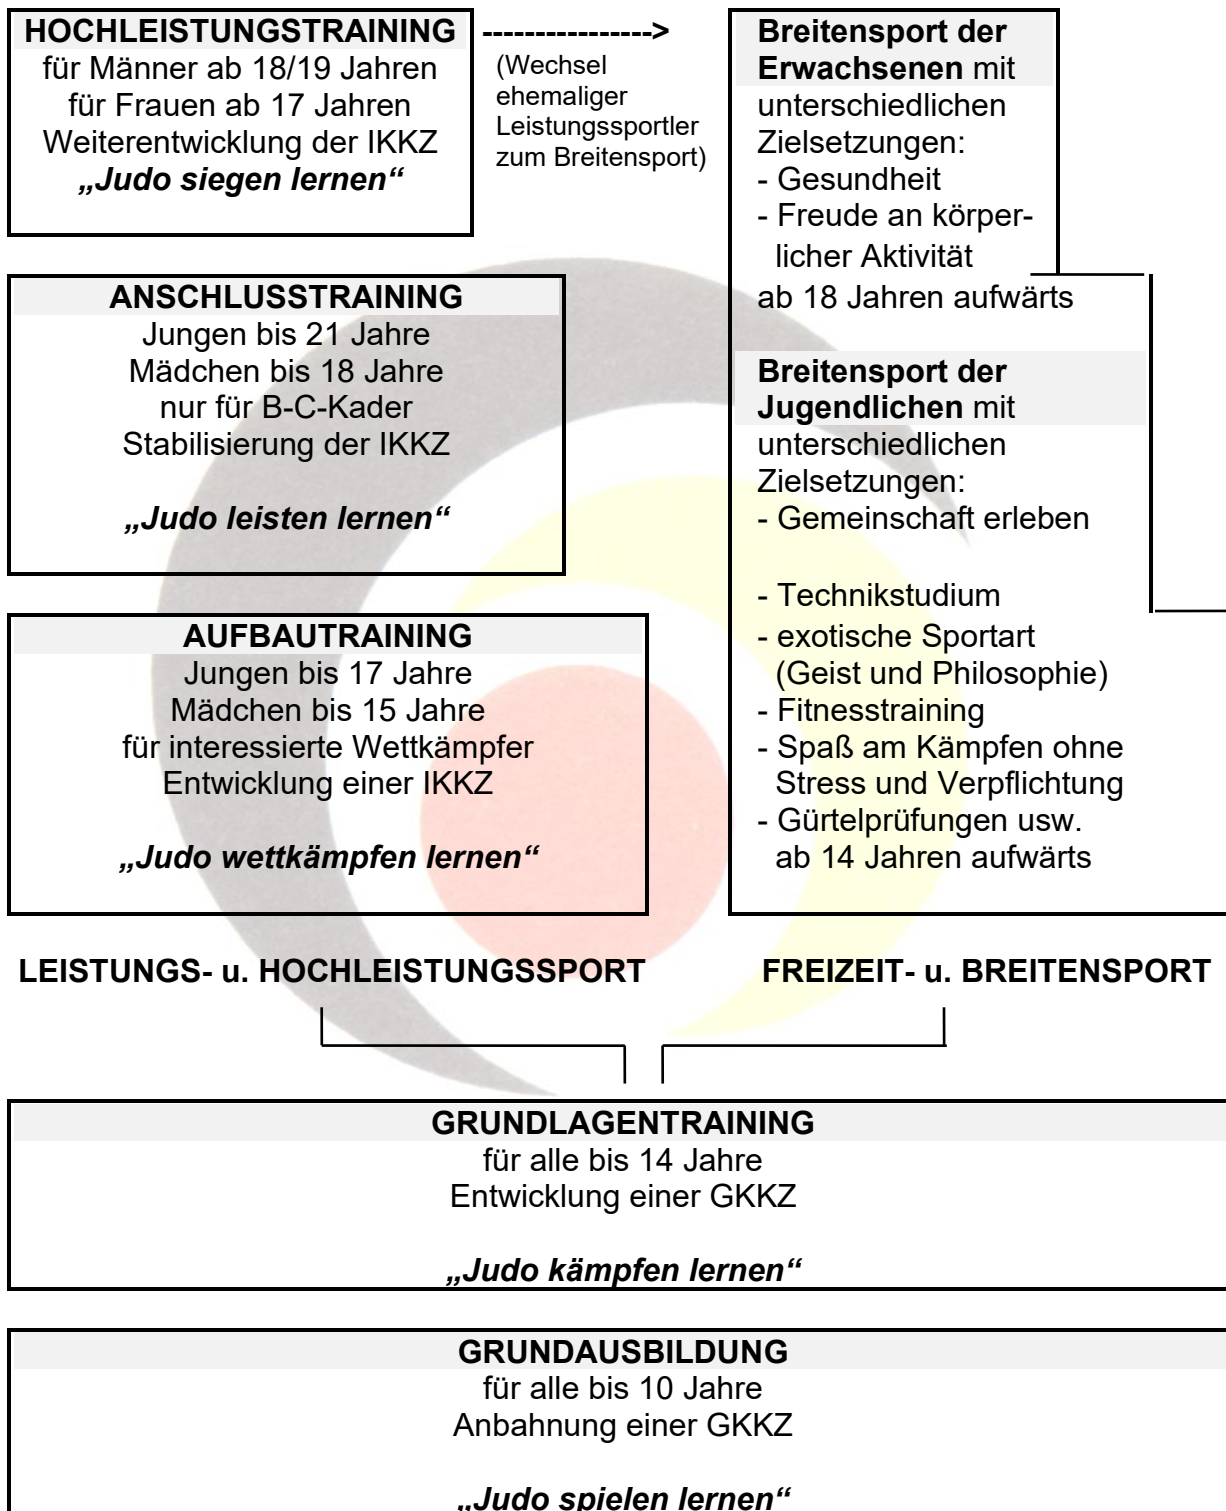 HOCHLEISTUNGSTRAINING
für Männer ab 18/19 Jahren
für Frauen ab 17 Jahren
Weiterentwicklung der IKKZ
„Judo siegen lernen“
---------------->
(Wechsel
ehemaliger
Leistungssportler
zum Breitensport)
Breitensport der
Erwachsenen mit
unterschiedlichen
Zielsetzungen:
- Gesundheit
- Freude an körper-
licher Aktivität
ab 18 Jahren aufwärts
ANSCHLUSSTRAINING
Jungen bis 21 Jahre
Mädchen bis 18 Jahre
nur für B-C-Kader
Stabilisierung der IKKZ
„Judo leisten lernen“
Breitensport der
Jugendlichen mit
unterschiedlichen
Zielsetzungen:
- Gemeinschaft erleben
- Technikstudium
- exotische Sportart
(Geist und Philosophie)
- Fitnesstraining
- Spaß am Kämpfen ohne
Stress und Verpflichtung
- Gürtelprüfungen usw.
ab 14 Jahren aufwärts
AUFBAUTRAINING
Jungen bis 17 Jahre
Mädchen bis 15 Jahre
für interessierte Wettkämpfer
Entwicklung einer IKKZ
„Judo wettkämpfen lernen“
LEISTUNGS- u. HOCHLEISTUNGSSPORT
FREIZEIT- u. BREITENSPORT
GRUNDLAGENTRAINING
für alle bis 14 Jahre
Entwicklung einer GKKZ
„Judo kämpfen lernen“
GRUNDAUSBILDUNG
für alle bis 10 Jahre
Anbahnung einer GKKZ
„Judo spielen lernen“